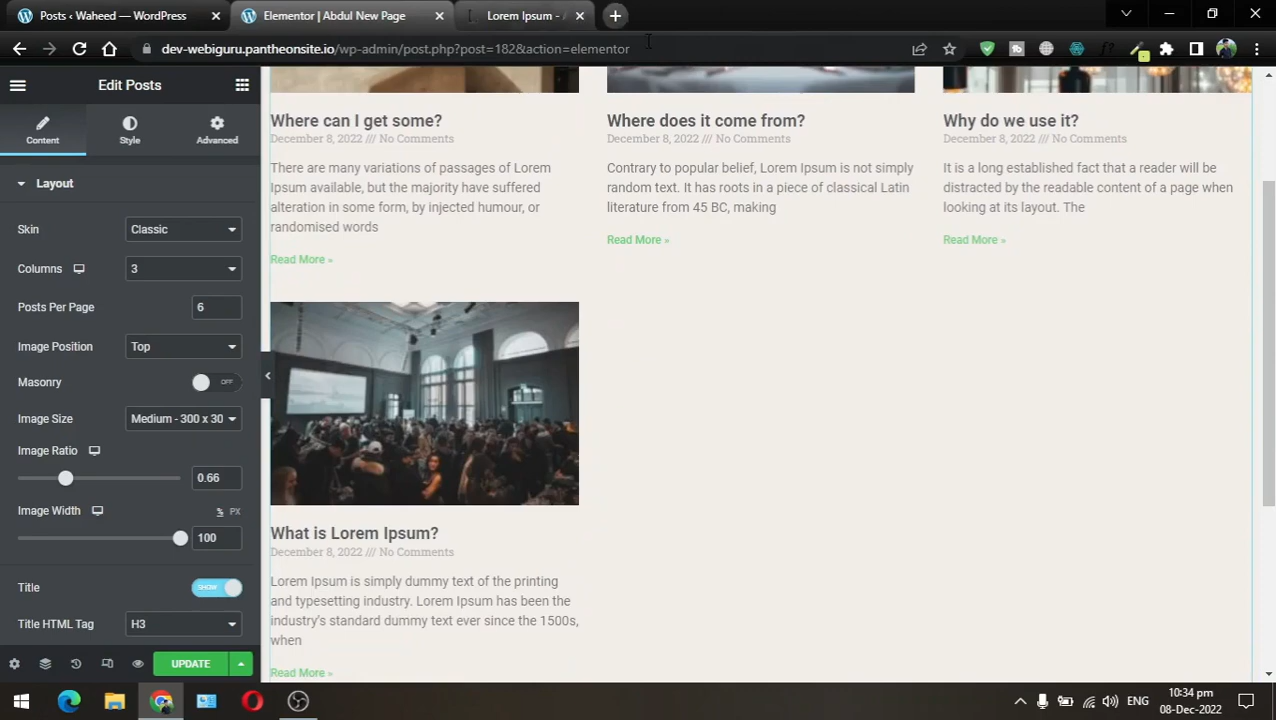 Posts ‹ Waheed — WordPress
Elementor | Abdul New Page
Lorem Ipsum -
dev-webiguru.pantheonsite.io/wp-admin/post.php?post=182&action=elementor
Edit Posts
Content
Style
Advanced
Layout
Skin
Classic
Columns
3
Posts Per Page
6
Image Position
Top
Masonry
OFF
Image Size
Medium - 300 x 30
Image Ratio
0.66
Image Width
% PX
100
Title
SHOW
Title HTML Tag
H3
UPDATE
Where can I get some?
December 8, 2022 /// No Comments
There are many variations of passages of Lorem
Ipsum available, but the majority have suffered
alteration in some form, by injected humour, or
randomised words
Read More »
Where does it come from?
December 8, 2022 /// No Comments
Contrary to popular belief, Lorem Ipsum is not simply
random text. It has roots in a piece of classical Latin
literature from 45 BC, making
Read More »
Why do we use it?
December 8, 2022 /// No Comments
It is a long established fact that a reader will be
distracted by the readable content of a page when
looking at its layout. The
Read More »
What is Lorem Ipsum?
December 8, 2022 /// No Comments
Lorem Ipsum is simply dummy text of the printing
and typesetting industry. Lorem Ipsum has been the
industry's standard dummy text ever since the 1500s,
when
Read More »
ENG
10:34 pm
08-Dec-2022